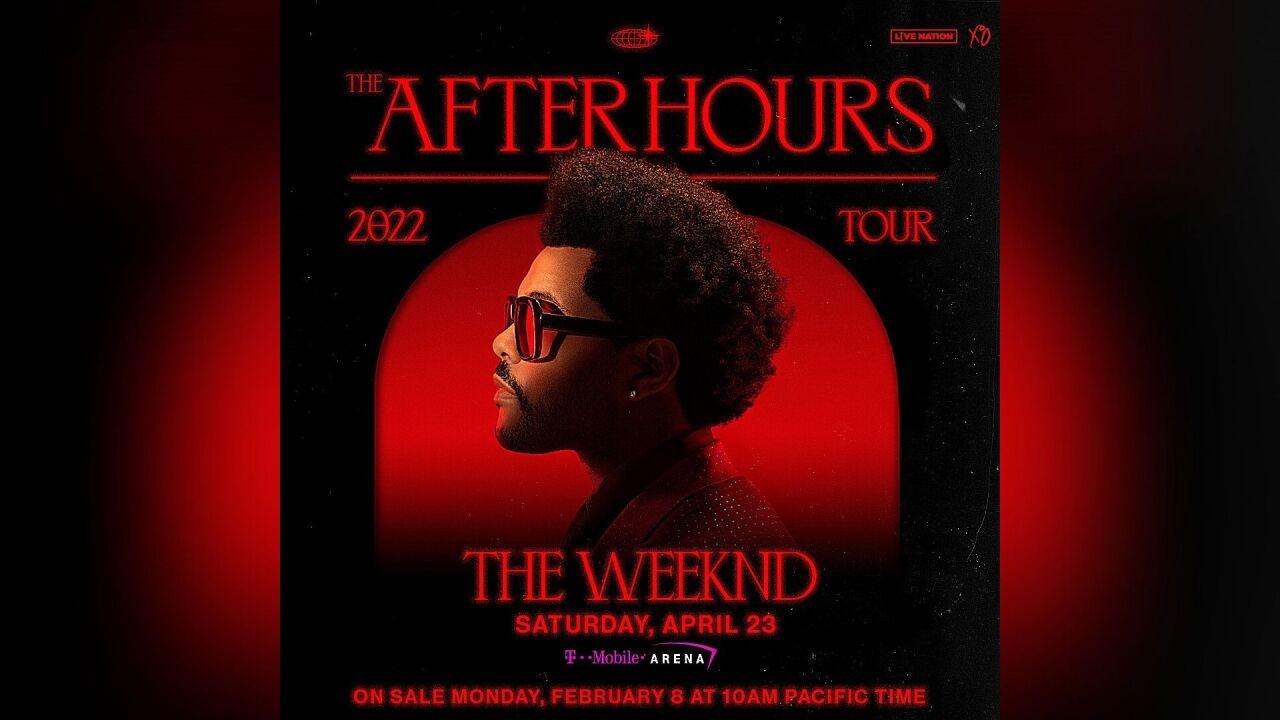 LIVE NATION XO
THE AFTER HOURS
2022 TOUR
THE WEEKND
SATURDAY, APRIL 23
T··Mobile· ARENA
ON SALE MONDAY, FEBRUARY 8 AT 10AM PACIFIC TIME